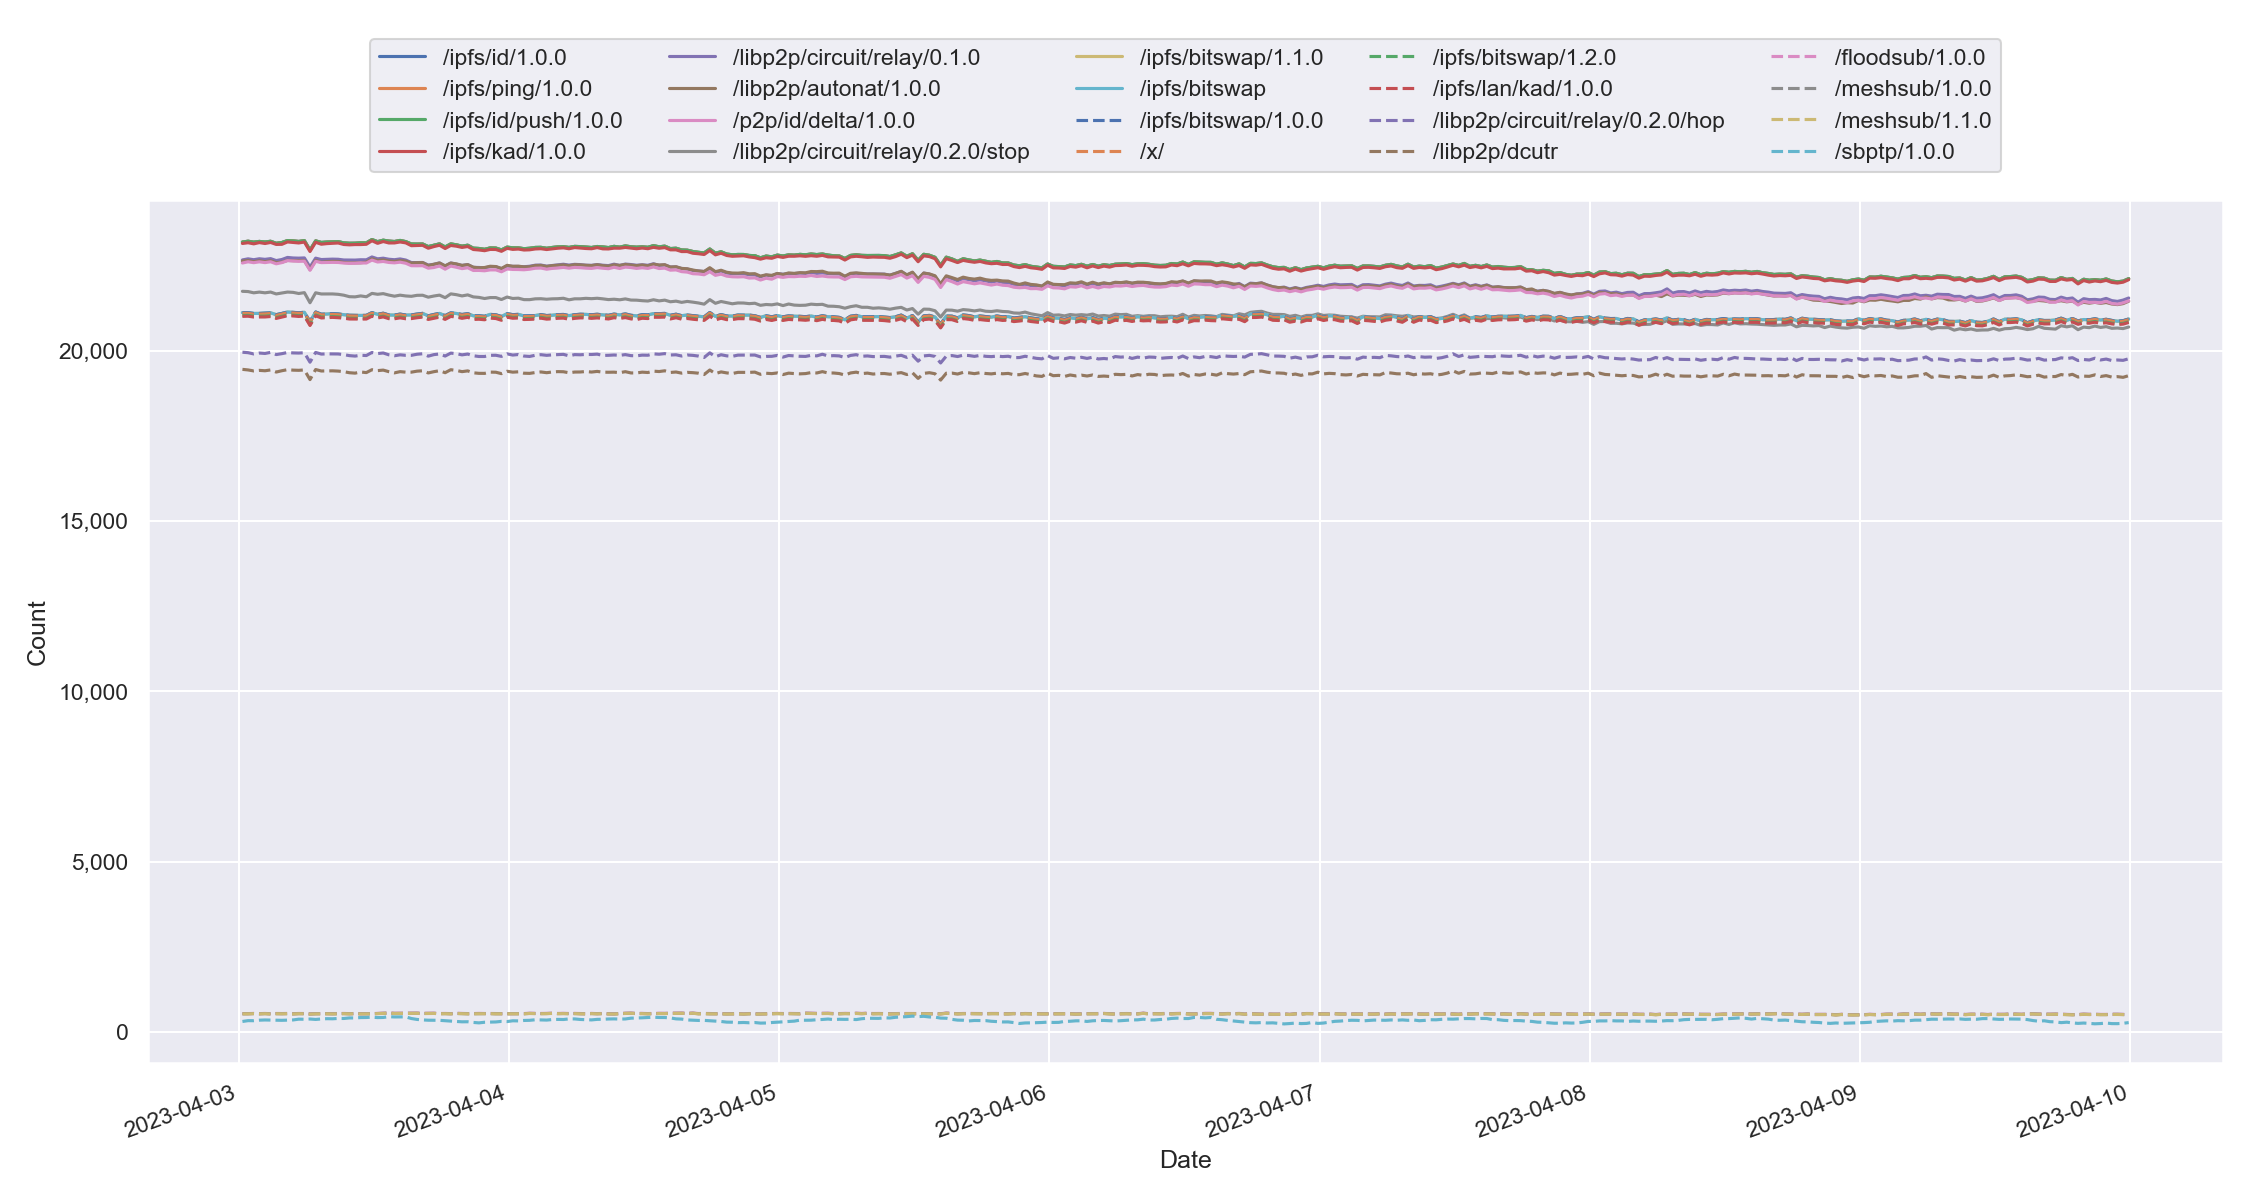 /ipfs/id/1.0.0
/ipfs/ping/1.0.0
/ipfs/id/push/1.0.0
/ipfs/kad/1.0.0
/libp2p/circuit/relay/0.1.0
/libp2p/autonat/1.0.0
/p2p/id/delta/1.0.0
/libp2p/circuit/relay/0.2.0/stop
/ipfs/bitswap/1.1.0
/ipfs/bitswap
/ipfs/bitswap/1.0.0
/x/
/ipfs/bitswap/1.2.0
/ipfs/lan/kad/1.0.0
/libp2p/circuit/relay/0.2.0/hop
/libp2p/dcutr
/floodsub/1.0.0
/meshsub/1.0.0
/meshsub/1.1.0
/sbptp/1.0.0
20,000
15,000
10,000
5,000
0
Count
2023-04-03
2023-04-04
2023-04-05
2023-04-06
2023-04-07
2023-04-08
2023-04-09
2023-04-10
Date